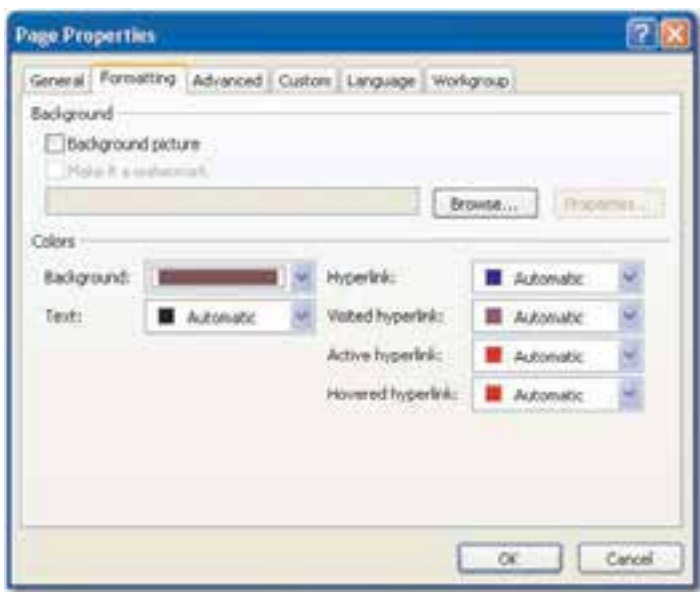 Page Properties
General Formatting Advanced Custom Language Workgroup
Background
Background picture
Make it a watermark
Browse... Properties...
Colors
Background: Hyperlink: Automatic
Text: Automatic Visited hyperlink: Automatic
Active hyperlink: Automatic
Hovered hyperlink: Automatic
OK Cancel